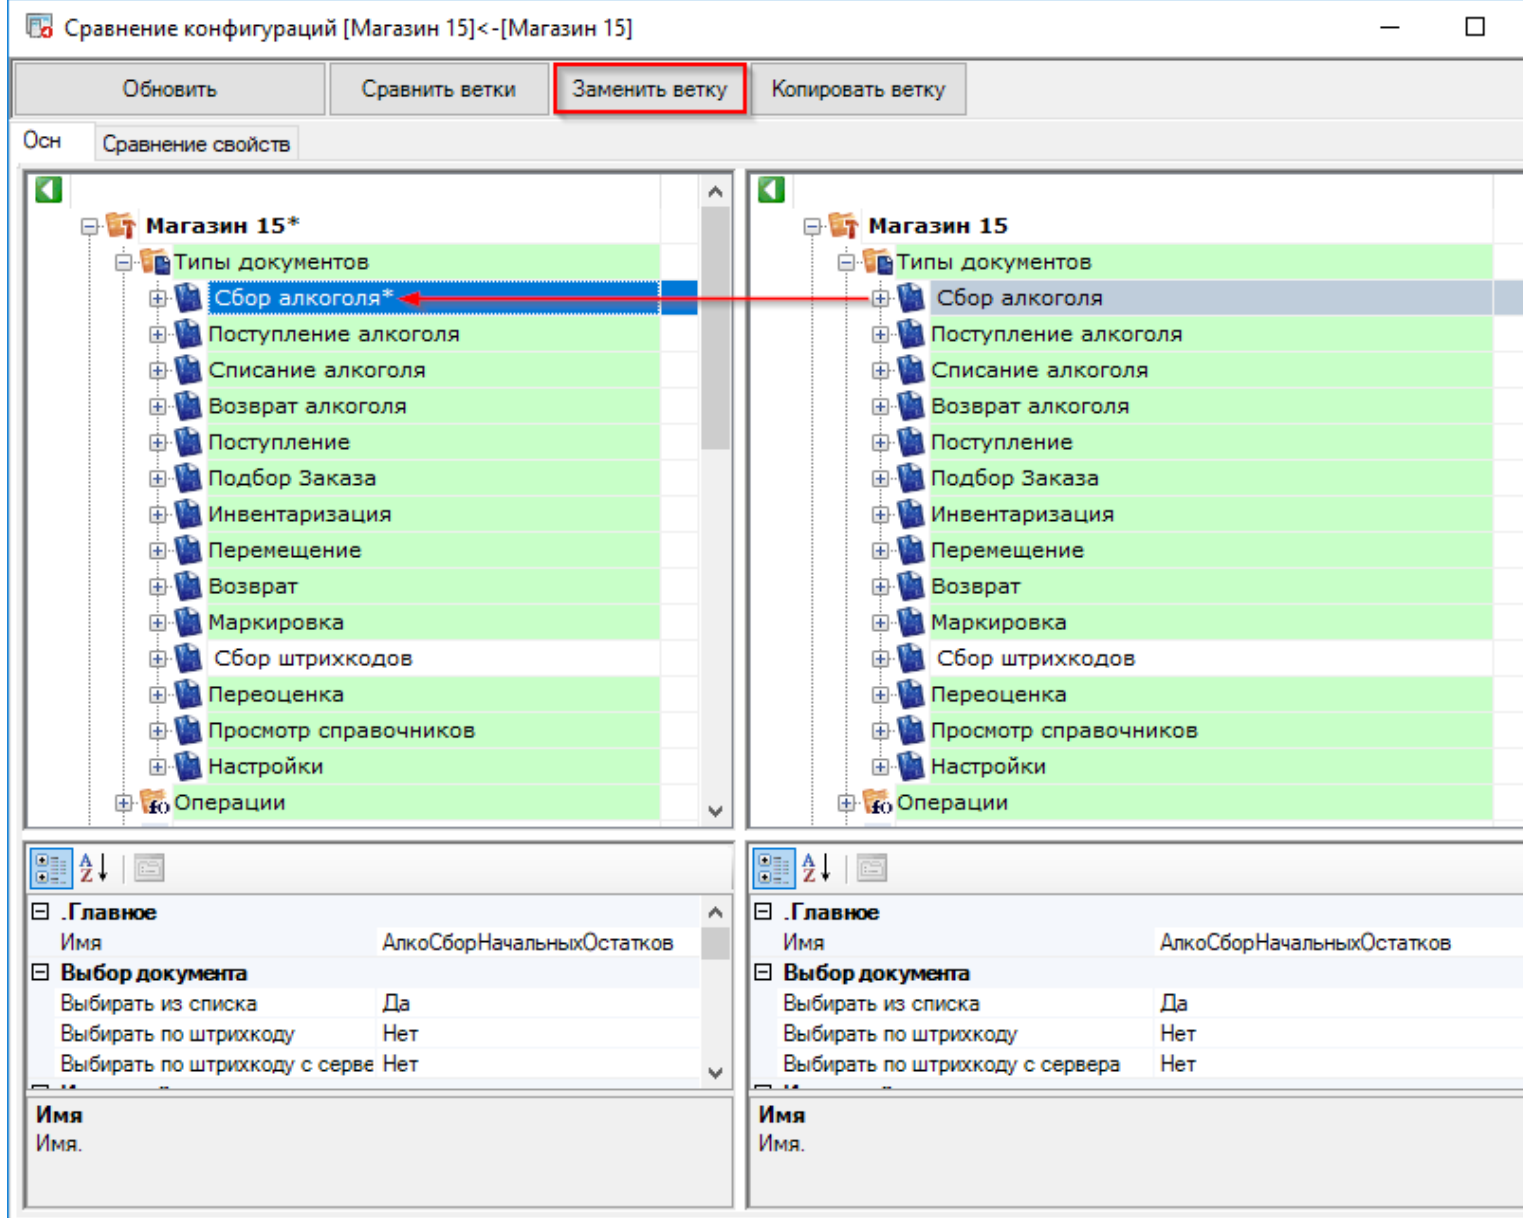 Сравнение конфигураций [Магазин 15]<-[Магазин 15]
Обновить Сравнить ветки Заменить ветку Копировать ветку
Осн Сравнение свойств
Магазин 15* Магазин 15
Типы документов Типы документов
Сбор алкоголя* Сбор алкоголя
Поступление алкоголя Поступление алкоголя
Списание алкоголя Списание алкоголя
Возврат алкоголя Возврат алкоголя
Поступление Поступление
Подбор Заказа Подбор Заказа
Инвентаризация Инвентаризация
Перемещение Перемещение
Возврат Возврат
Маркировка Маркировка
Сбор штрихкодов Сбор штрихкодов
Переоценка Переоценка
Просмотр справочников Просмотр справочников
Настройки Настройки
Операции Операции
.Главное .Главное
Имя АлкоСборНачальныхОстатков Имя АлкоСборНачальныхОстатков
Выбор документа Выбор документа
Выбирать из списка Да Выбирать из списка Да
Выбирать по штрихкоду Нет Выбирать по штрихкоду Нет
Выбирать по штрихкоду с серве Нет Выбирать по штрихкоду с сервера Нет
Имя Имя
Имя. Имя.